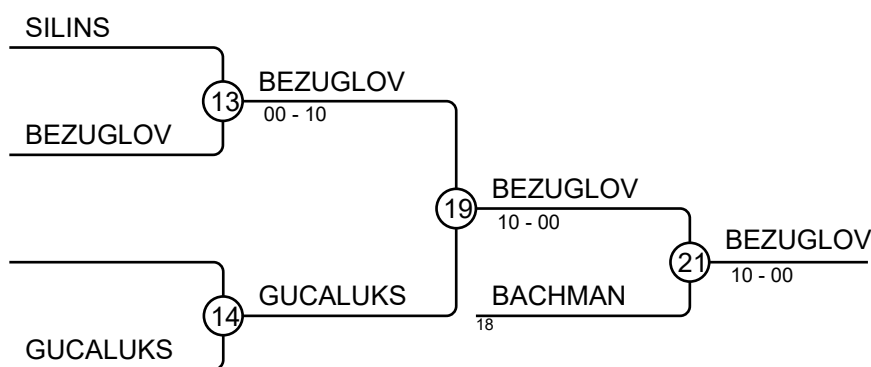 SILINS
BEZUGLOV
13
00 - 10
BEZUGLOV
BEZUGLOV
19
10 - 00
BEZUGLOV
21
10 - 00
GUCALUKS
BACHMAN
14
18
GUCALUKS